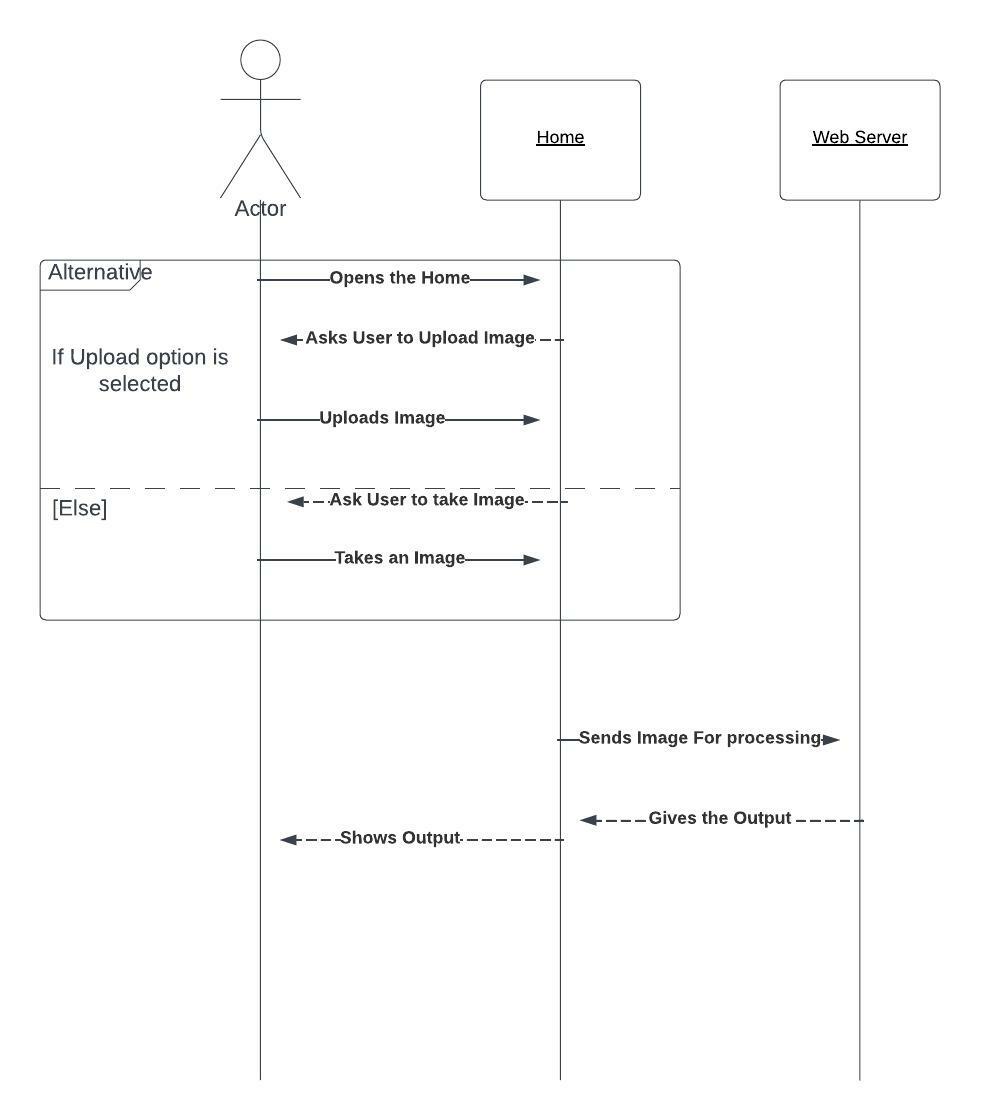 Home
Web Server
Actor
Alternative
Opens the Home
Asks User to Upload Image
If Upload option is
selected
Uploads Image
Ask User to take Image
[Else]
Takes an Image
Sends Image For processing
Gives the Output
Shows Output